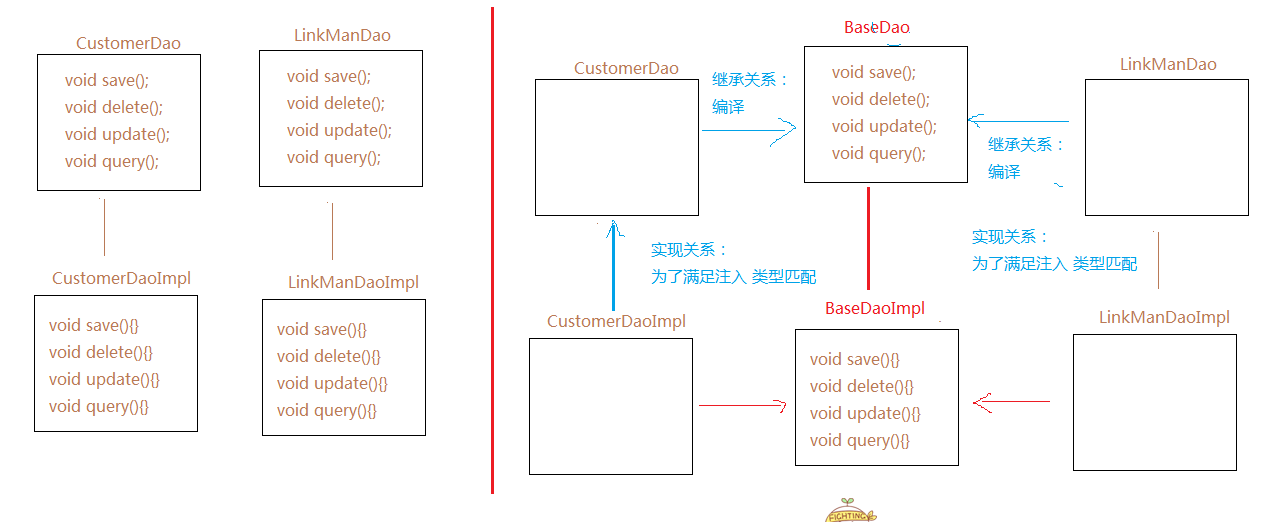 CustomerDao
void save();
void delete();
void update();
void query();
LinkManDao
void save();
void delete();
void update();
void query();
CustomerDaoImpl
void save(){}
void delete(){}
void update(){}
void query(){}
LinkManDaoImpl
void save(){}
void delete(){}
void update(){}
void query(){}
BaseDao
void save();
void delete();
void update();
void query();
CustomerDao
继承关系：
编译
LinkManDao
继承关系：
编译
实现关系：
为了满足注入 类型匹配
实现关系：
为了满足注入 类型匹配
CustomerDaoImpl
BaseDaoImpl
void save(){}
void delete(){}
void update(){}
void query(){}
LinkManDaoImpl
FIGHTING